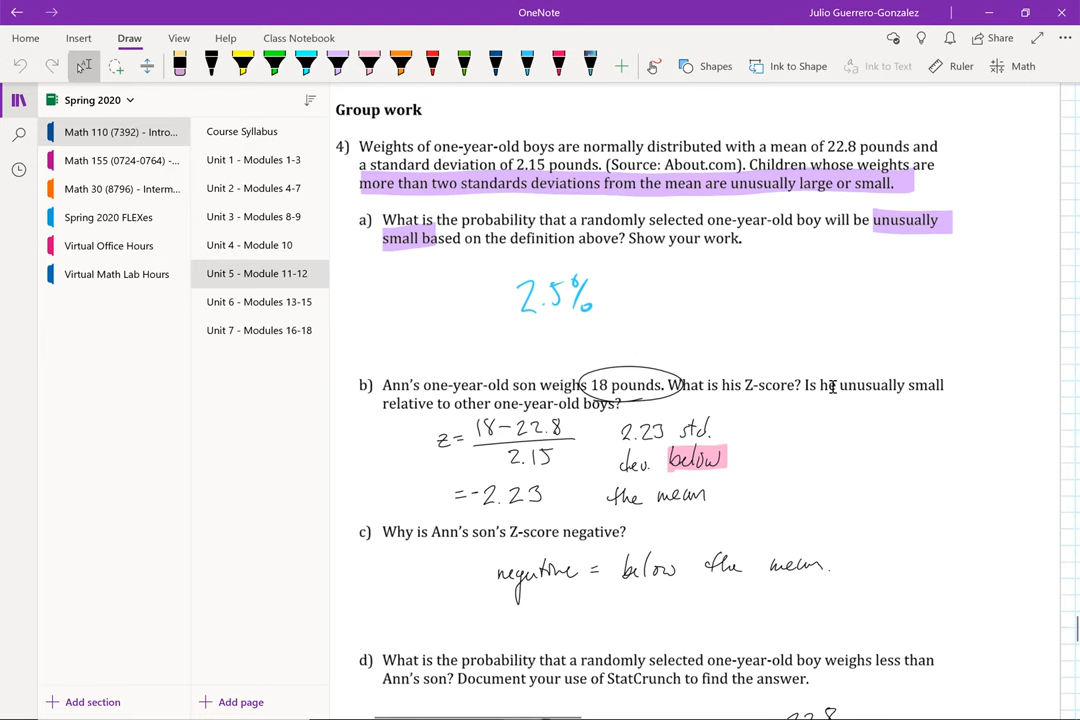 OneNote
Julio Guerrero-Gonzalez
Home Insert Draw View Help Class Notebook
Share
Shapes Ink to Shape Ink to Text Ruler Math
Spring 2020
Math 110 (7392) - Intro...
Math 155 (0724-0764) -...
Math 30 (8796) - Interm...
Spring 2020 FLEXes
Virtual Office Hours
Virtual Math Lab Hours
Add section
Course Syllabus
Unit 1 - Modules 1-3
Unit 2 - Modules 4-7
Unit 3 - Modules 8-9
Unit 4 - Module 10
Unit 5 - Module 11-12
Unit 6 - Modules 13-15
Unit 7 - Modules 16-18
Add page
Group work
4) Weights of one-year-old boys are normally distributed with a mean of 22.8 pounds and
a standard deviation of 2.15 pounds. (Source: About.com). Children whose weights are
more than two standards deviations from the mean are unusually large or small.
a) What is the probability that a randomly selected one-year-old boy will be unusually
small based on the definition above? Show your work.
2.5%
b) Ann's one-year-old son weighs 18 pounds. What is his Z-score? Is he unusually small
relative to other one-year-old boys?
z = 18 - 22.8 2.23 std.
2.15 dev. below
= -2.23 the mean
c) Why is Ann's son's Z-score negative?
negative = below the mean.
d) What is the probability that a randomly selected one-year-old boy weighs less than
Ann's son? Document your use of StatCrunch to find the answer.